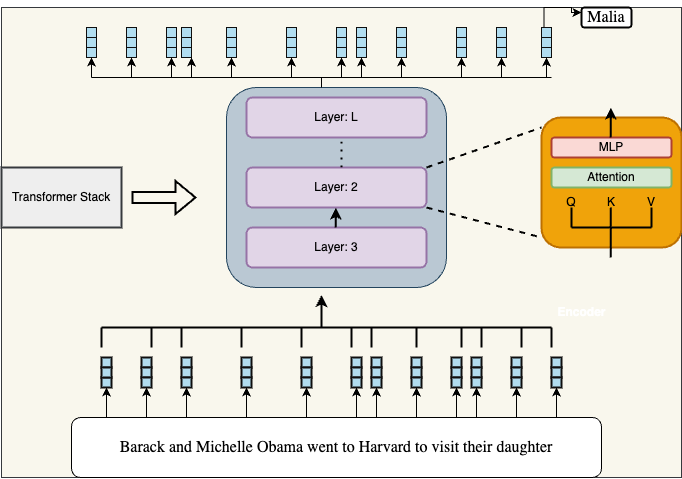 Malia
Layer: L
MLP
Attention
Transformer Stack
Layer: 2
Q K V
Layer: 3
Encoder
Barack and Michelle Obama went to Harvard to visit their daughter